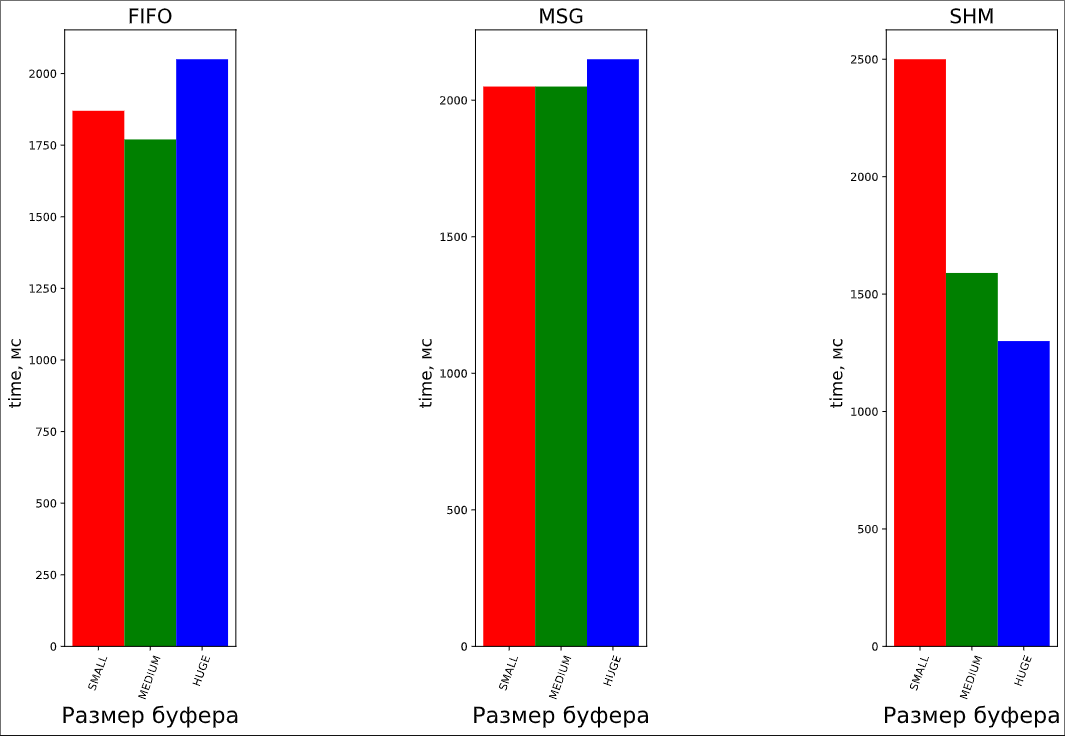 FIFO
2000
1750
1500
1250
1000
750
500
250
0
time, мс
SMALL
MEDIUM
HUGE
Размер буфера
MSG
2000
1500
1000
500
0
time, мс
SMALL
MEDIUM
HUGE
Размер буфера
SHM
2500
2000
1500
1000
500
0
time, мс
SMALL
MEDIUM
HUGE
Размер буфера